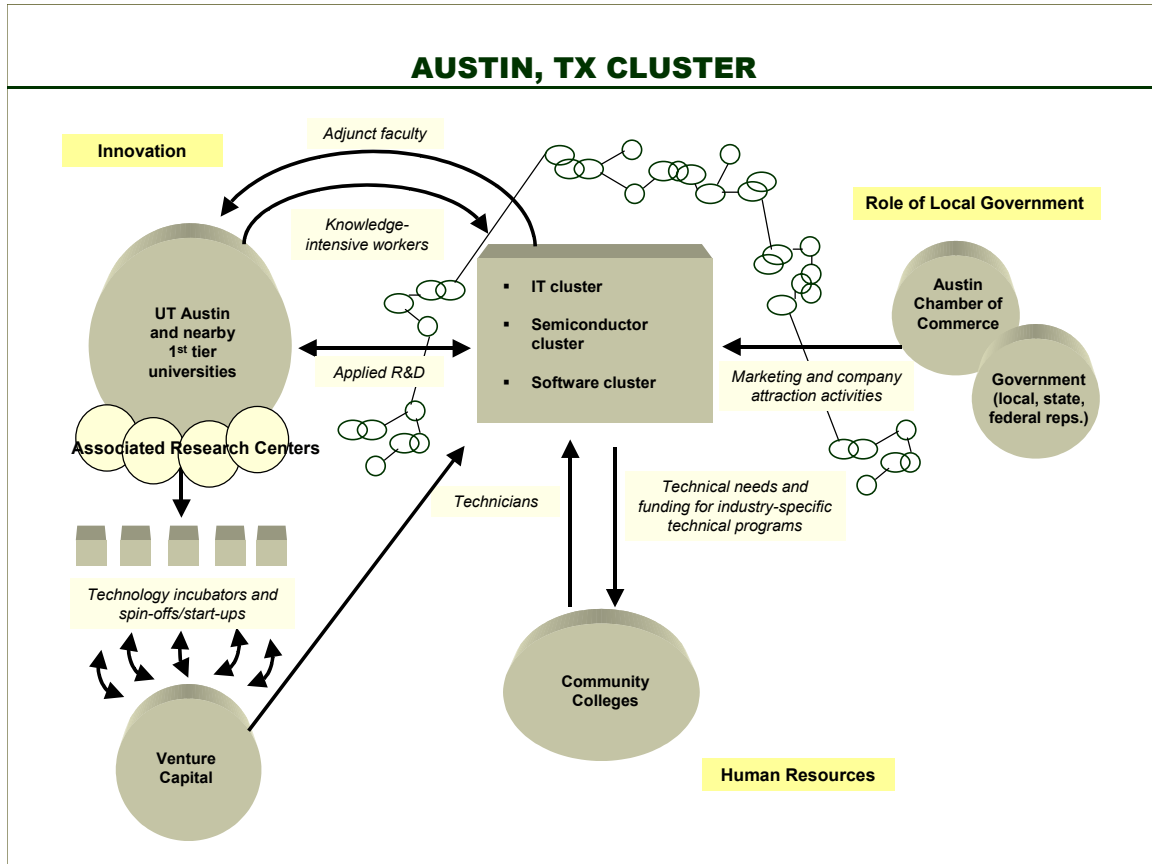 AUSTIN, TX CLUSTER
Innovation
Adjunct faculty
Knowledge-
intensive workers
Role of Local Government
UT Austin
and nearby
1st tier
universities
▪ IT cluster
▪ Semiconductor
cluster
▪ Software cluster
Austin
Chamber of
Commerce
Applied R&D
Marketing and company
attraction activities
Government
(local, state,
federal reps.)
Associated Research Centers
Technicians
Technical needs and
funding for industry-specific
technical programs
Technology incubators and
spin-offs/start-ups
Community
Colleges
Venture
Capital
Human Resources